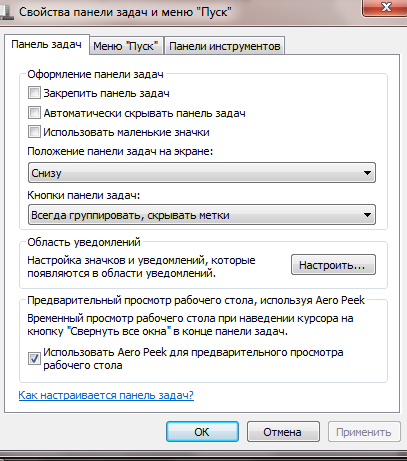 Свойства панели задач и меню "Пуск"
Панель задач
Меню "Пуск"
Панели инструментов
Оформление панели задач
Закрепить панель задач
Автоматически скрывать панель задач
Использовать маленькие значки
Положение панели задач на экране:
Снизу
Кнопки панели задач:
Всегда группировать, скрывать метки
Область уведомлений
Настройка значков и уведомлений, которые
появляются в области уведомлений.
Настроить...
Предварительный просмотр рабочего стола, используя Aero Peek
Временный просмотр рабочего стола при наведении курсора на
кнопку "Свернуть все окна" в конце панели задач.
Использовать Aero Peek для предварительного просмотра
рабочего стола
Как настраивается панель задач?
ОК
Отмена
Применить